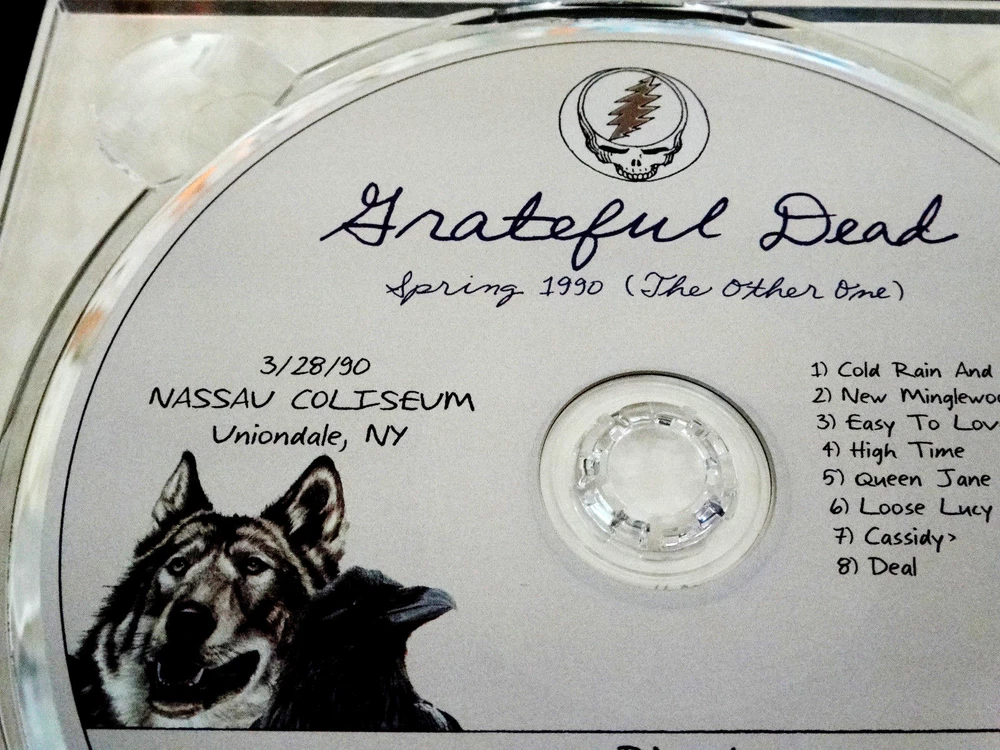 Grateful Dead
Spring 1990 (The Other One)
3/28/90
NASSAU COLISEUM
Uniondale, NY
1) Cold Rain And
2) New Minglewoo
3) Easy To Lov
4) High Time
5) Queen Jane
6) Loose Lucy
7) Cassidy>
8) Deal